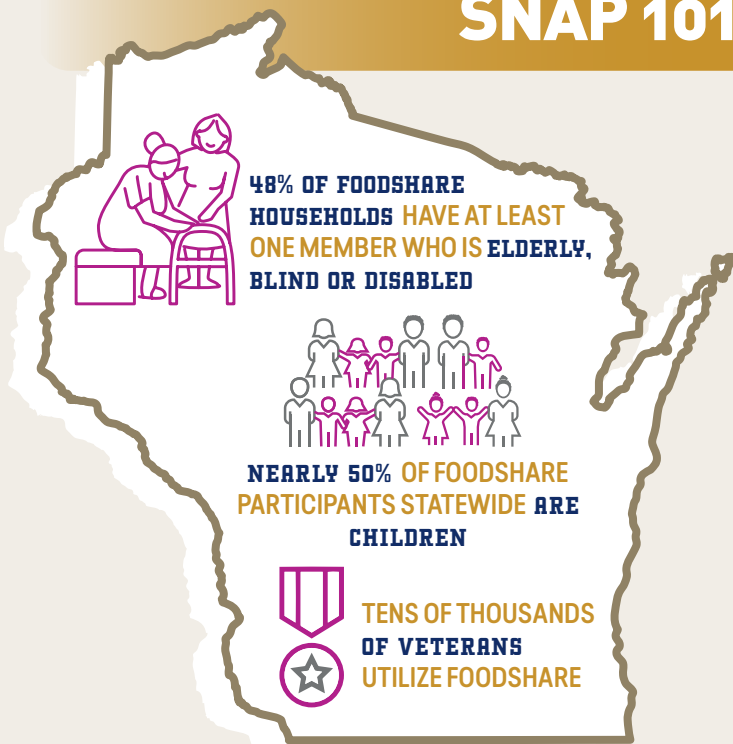 SNAP 101
48% OF FOODSHARE
HOUSEHOLDS HAVE AT LEAST
ONE MEMBER WHO IS ELDERLY,
BLIND OR DISABLED
NEARLY 50% OF FOODSHARE
PARTICIPANTS STATEWIDE ARE
CHILDREN
TENS OF THOUSANDS
OF VETERANS
UTILIZE FOODSHARE